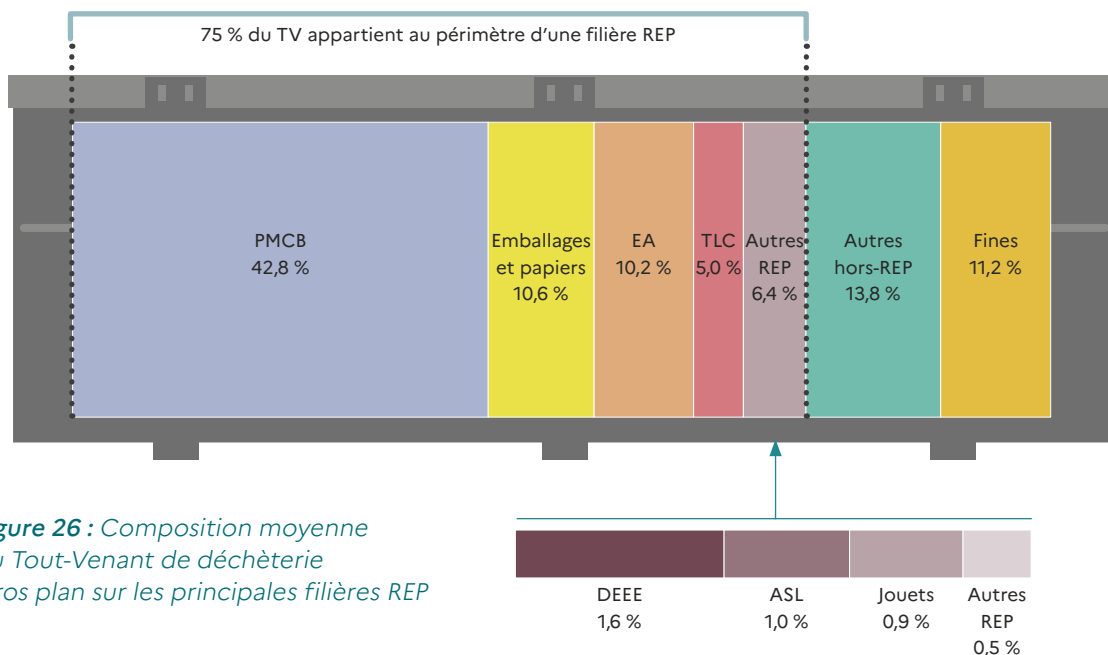 75 % du TV appartient au périmètre d’une filière REP
PMCB
42,8 %
Emballages
et papiers
10,6 %
EA
10,2 %
TLC
5,0 %
Autres
REP
6,4 %
Autres
hors-REP
13,8 %
Fines
11,2 %
gure 26 : Composition moyenne
u Tout-Venant de déchèterie
ros plan sur les principales filières REP
DEEE
1,6 %
ASL
1,0 %
Jouets
0,9 %
Autres
REP
0,5 %